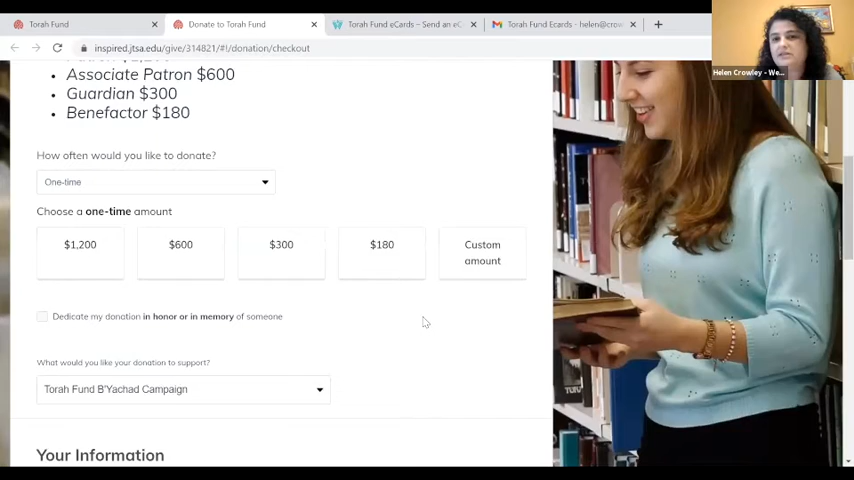 Torah Fund
Donate to Torah Fund
Torah Fund eCards – Send an eC
Torah Fund Ecards - helen@crow
inspired.jtsa.edu/give/314821/#!/donation/checkout
Helen Crowley - We...
Associate Patron $600
Guardian $300
Benefactor $180
How often would you like to donate?
One-time
Choose a one-time amount
$1,200
$600
$300
$180
Custom
amount
Dedicate my donation in honor or in memory of someone
What would you like your donation to support?
Torah Fund B'Yachad Campaign
Your Information